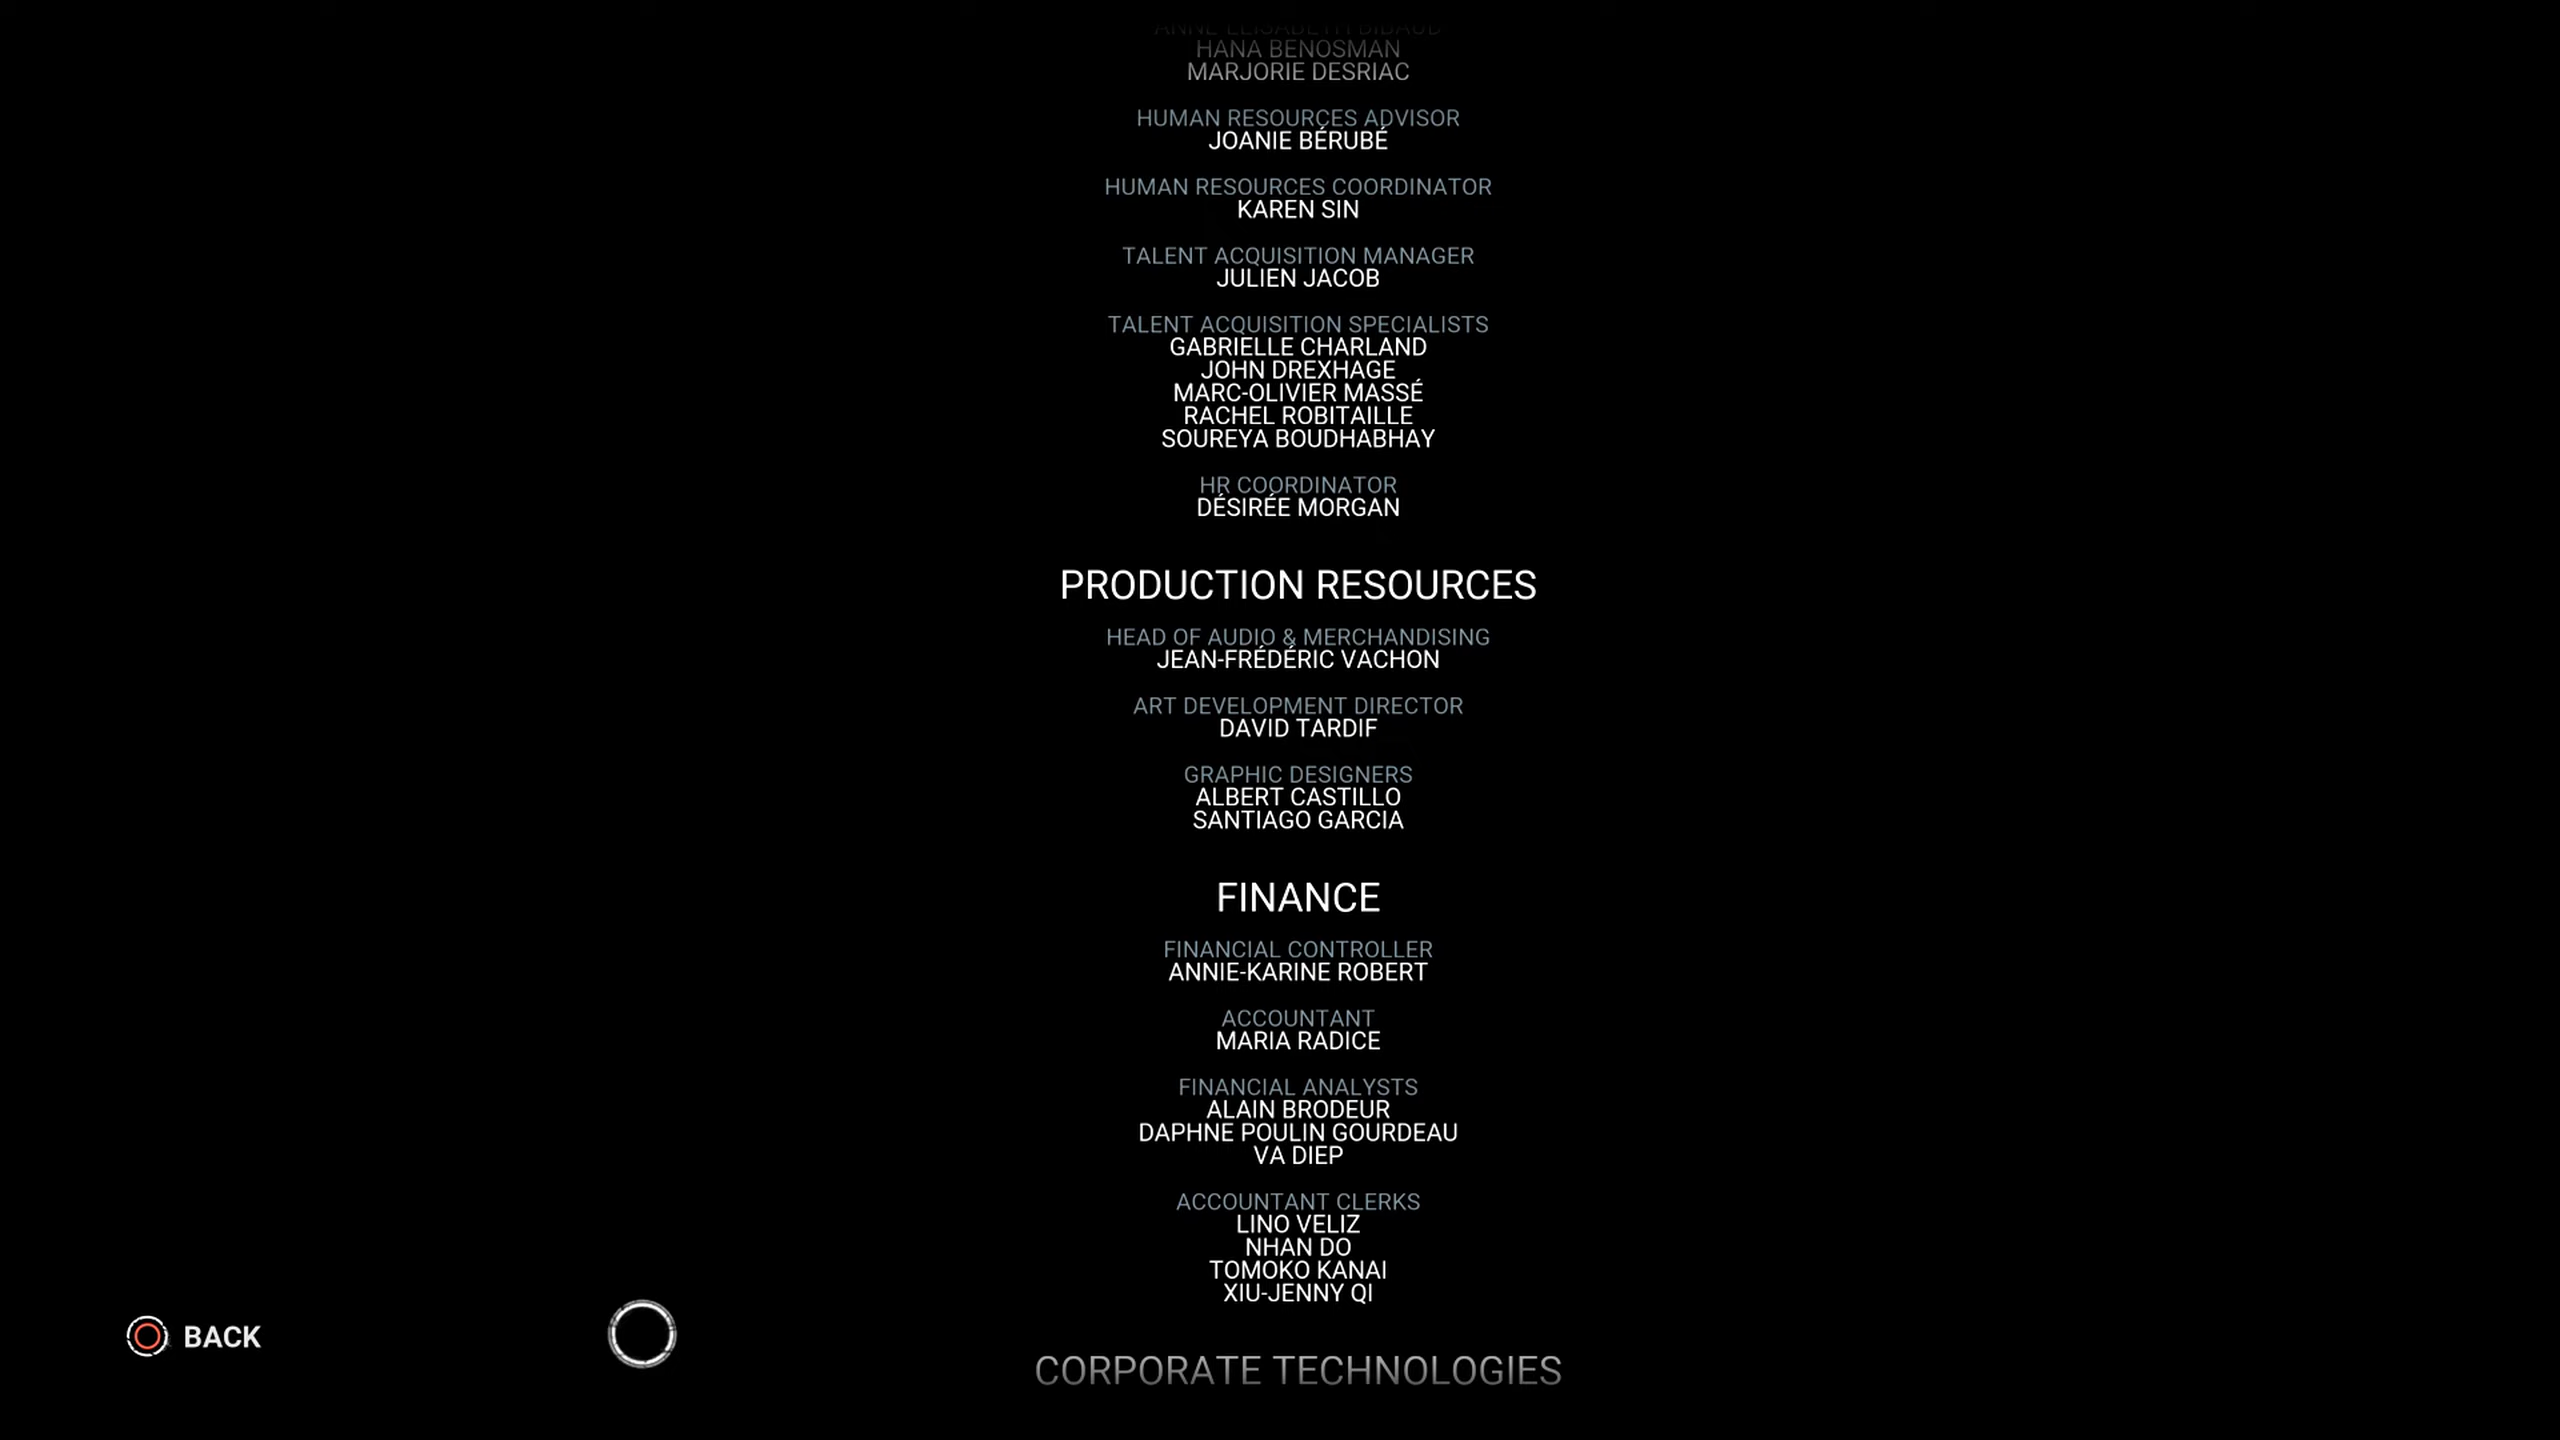 ANNE-ELISABETH BIBAUD
HANA BENOSMAN
MARJORIE DESRIAC
HUMAN RESOURCES ADVISOR
JOANIE BÉRUBÉ
HUMAN RESOURCES COORDINATOR
KAREN SIN
TALENT ACQUISITION MANAGER
JULIEN JACOB
TALENT ACQUISITION SPECIALISTS
GABRIELLE CHARLAND
JOHN DREXHAGE
MARC-OLIVIER MASSÉ
RACHEL ROBITAILLE
SOUREYA BOUDHABHAY
HR COORDINATOR
DÉSIRÉE MORGAN
PRODUCTION RESOURCES
HEAD OF AUDIO & MERCHANDISING
JEAN-FRÉDÉRIC VACHON
ART DEVELOPMENT DIRECTOR
DAVID TARDIF
GRAPHIC DESIGNERS
ALBERT CASTILLO
SANTIAGO GARCIA
FINANCE
FINANCIAL CONTROLLER
ANNIE-KARINE ROBERT
ACCOUNTANT
MARIA RADICE
FINANCIAL ANALYSTS
ALAIN BRODEUR
DAPHNE POULIN GOURDEAU
VA DIEP
ACCOUNTANT CLERKS
LINO VELIZ
NHAN DO
TOMOKO KANAI
XIU-JENNY QI
BACK
CORPORATE TECHNOLOGIES